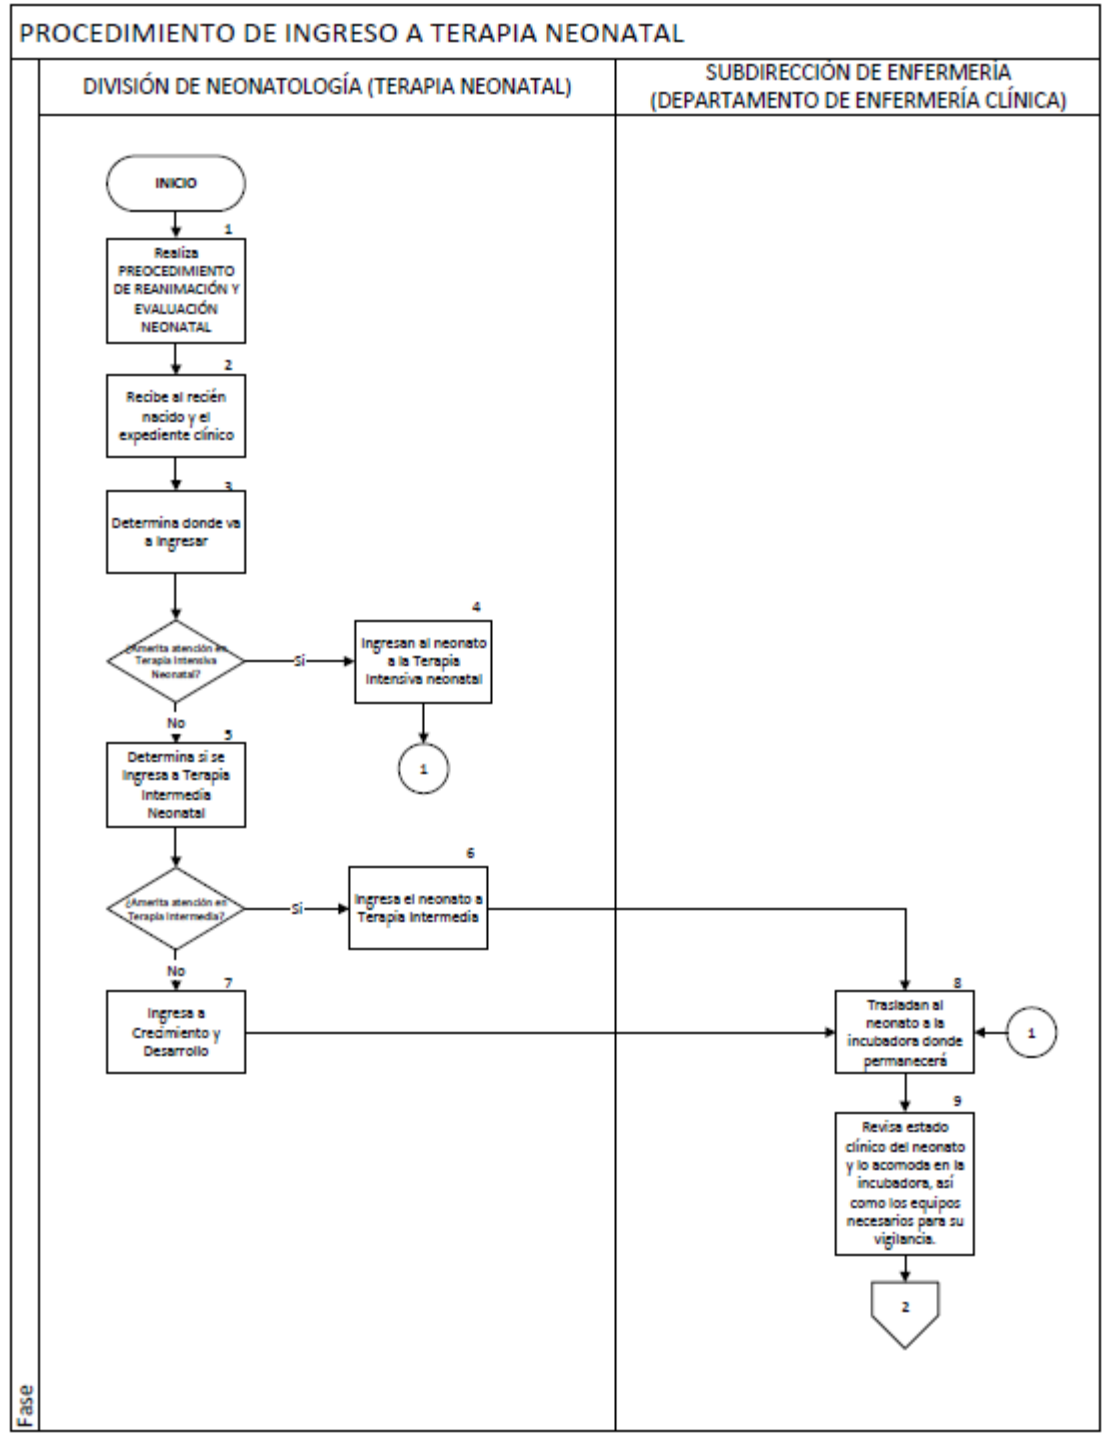 PROCEDIMIENTO DE INGRESO A TERAPIA NEONATAL
DIVISIÓN DE NEONATOLOGÍA (TERAPIA NEONATAL)
SUBDIRECCIÓN DE ENFERMERÍA
(DEPARTAMENTO DE ENFERMERÍA CLÍNICA)
INICIO
1
Realiza
PREOCEDIMIENTO
DE REANIMACIÓN Y
EVALUACIÓN
NEONATAL
2
Recibe al recién
nacido y el
expediente clínico
3
Determina donde va
a Ingresar
¿Amerita atención en
Terapia Intensiva
Neonatal?
Si
4
Ingresan al neonato
a la Terapia
Intensiva neonatal
1
No
5
Determina si se
Ingresa a Terapia
Intermedia
Neonatal
¿Amerita atención en
Terapia Intermedia?
Si
6
Ingresa el neonato a
Terapia Intermedia
No
7
Ingresa a
Crecimiento y
Desarrollo
8
Trasladan al
neonato a la
incubadora donde
permanecerá
1
9
Revisa estado
clínico del neonato
y lo acomoda en la
incubadora, así
como los equipos
necesarios para su
vigilancia.
2
Fase